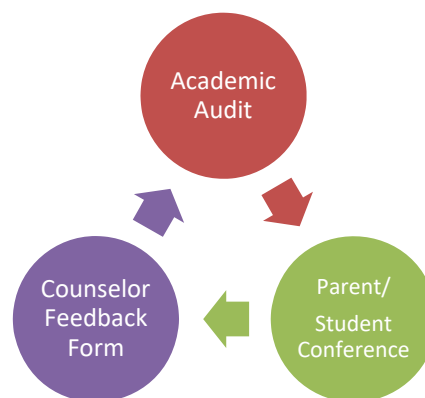 Academic
Audit
Parent/
Student
Conference
Counselor
Feedback
Form